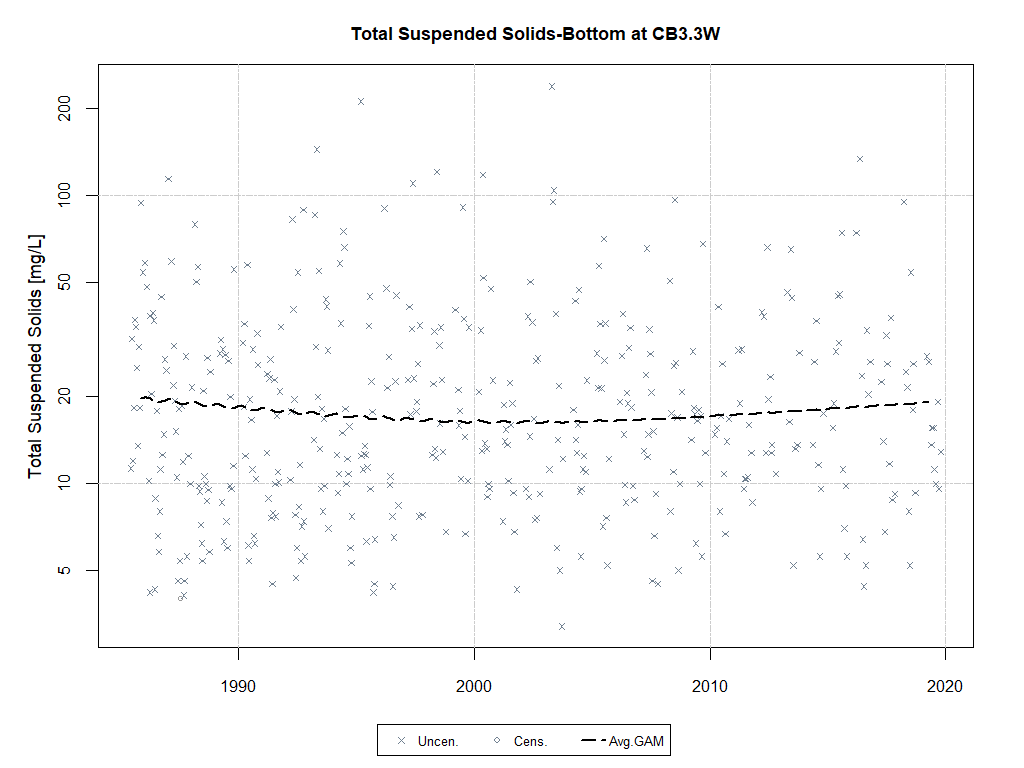 Total Suspended Solids-Bottom at CB3.3W
Total Suspended Solids [mg/L]
200
100
50
20
10
5
1990 2000 2010 2020
Uncen. Cens. Avg.GAM